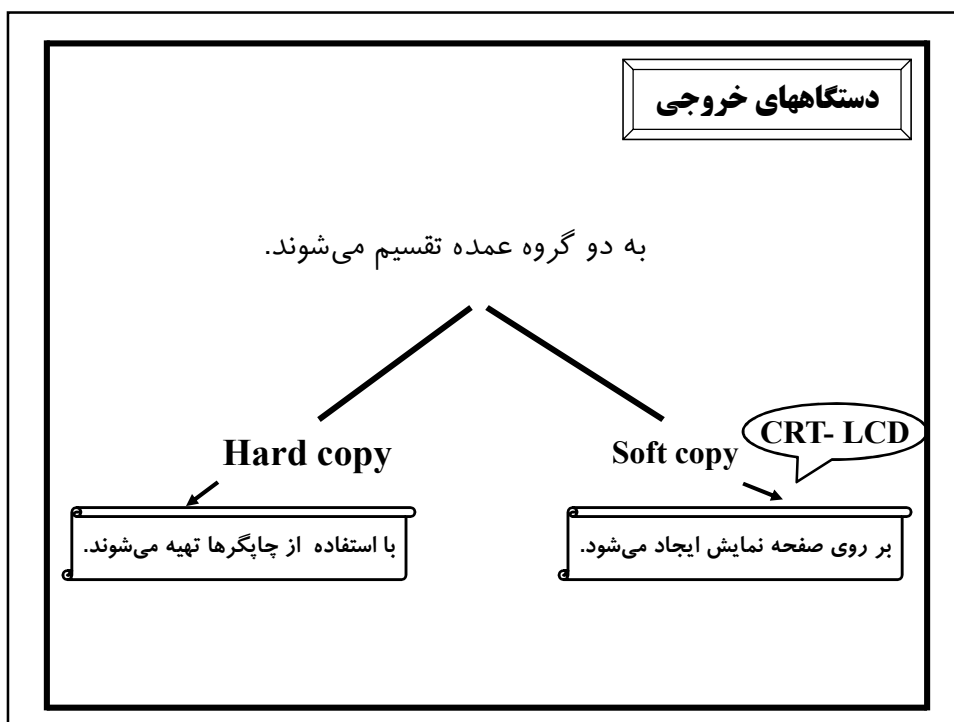 دستگاههای خروجی
به دو گروه عمده تقسیم می‌شوند.
CRT- LCD
Soft copy
Hard copy
بر روی صفحه نمایش ایجاد می‌شود.
با استفاده از چاپگرها تهیه می‌شوند.